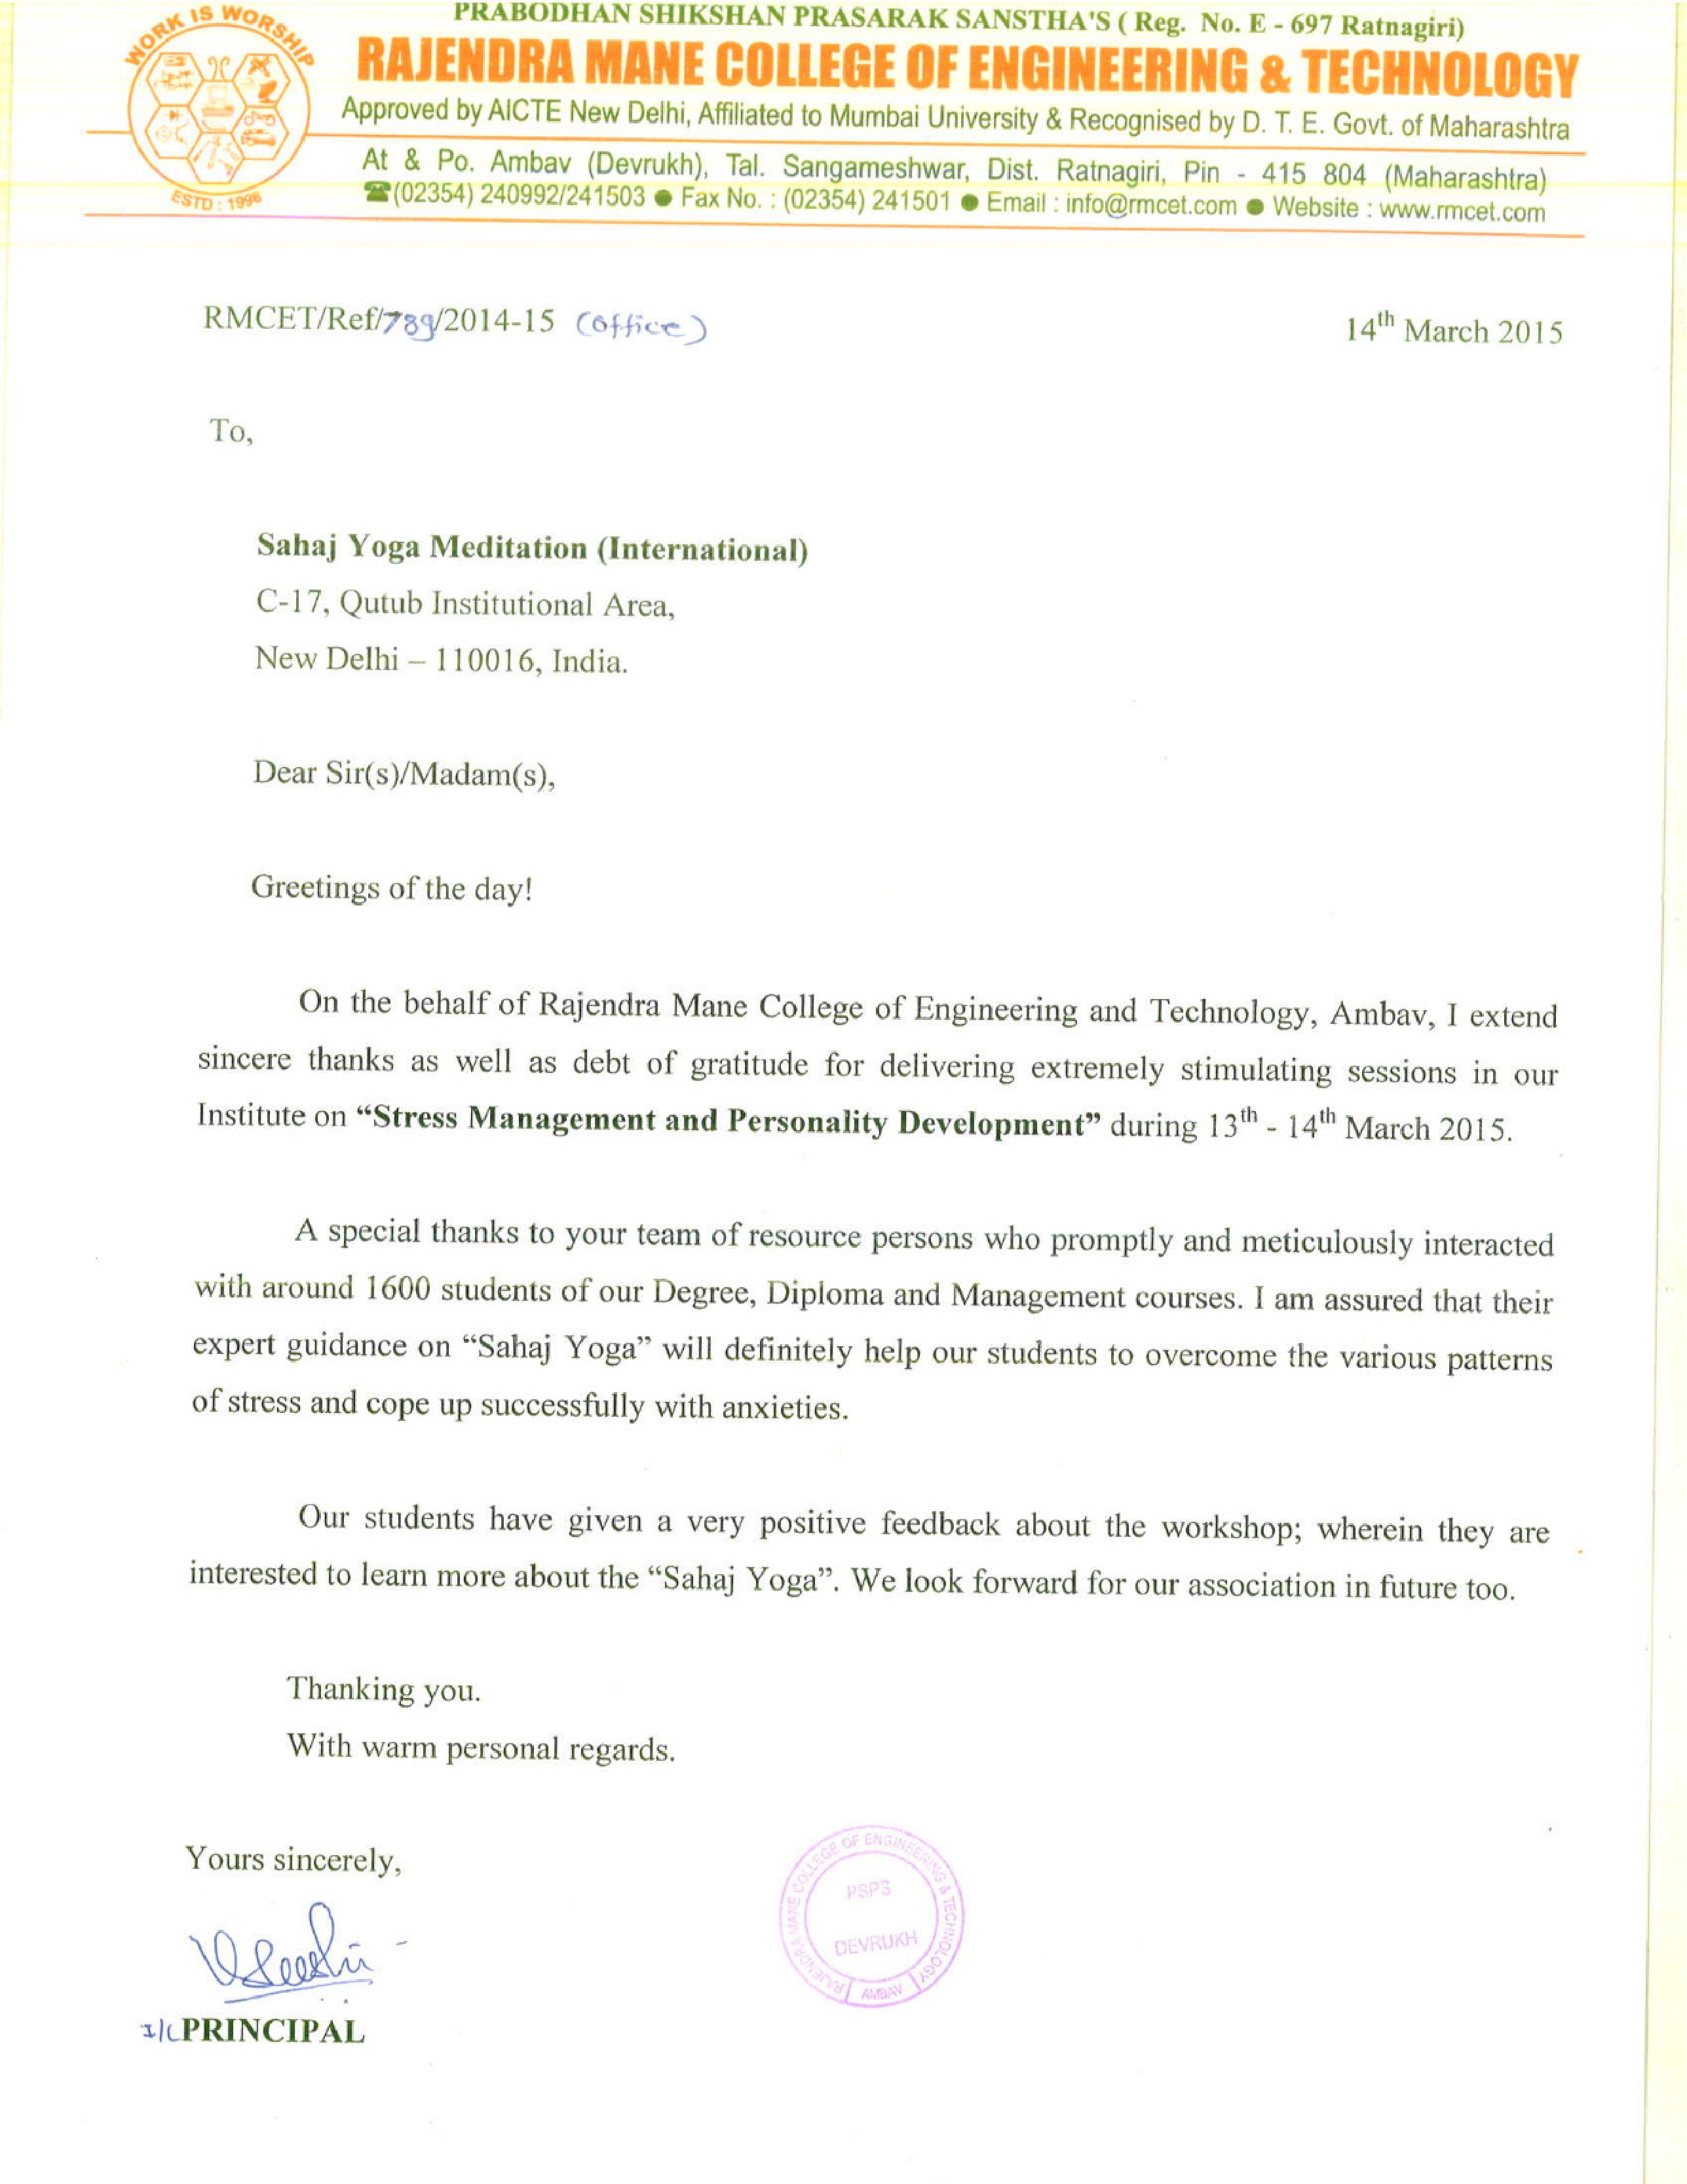 WORK IS WORSHIP
ESTD : 1998
PRABODHAN SHIKSHAN PRASARAK SANSTHA'S ( Reg. No. E - 697 Ratnagiri)
RAJENDRA MANE COLLEGE OF ENGINEERING & TECHNOLOGY
Approved by AICTE New Delhi, Affiliated to Mumbai University & Recognised by D. T. E. Govt. of Maharashtra
At & Po. Ambav (Devrukh), Tal. Sangameshwar, Dist. Ratnagiri, Pin - 415 804 (Maharashtra)
☎(02354) 240992/241503 ● Fax No. : (02354) 241501 ● Email : info@rmcet.com ● Website : www.rmcet.com
RMCET/Ref/789/2014-15 (office)
14th March 2015
To,
Sahaj Yoga Meditation (International)
C-17, Qutub Institutional Area,
New Delhi – 110016, India.
Dear Sir(s)/Madam(s),
Greetings of the day!
On the behalf of Rajendra Mane College of Engineering and Technology, Ambav, I extend
sincere thanks as well as debt of gratitude for delivering extremely stimulating sessions in our
Institute on “Stress Management and Personality Development” during 13th - 14th March 2015.
A special thanks to your team of resource persons who promptly and meticulously interacted
with around 1600 students of our Degree, Diploma and Management courses. I am assured that their
expert guidance on “Sahaj Yoga” will definitely help our students to overcome the various patterns
of stress and cope up successfully with anxieties.
Our students have given a very positive feedback about the workshop; wherein they are
interested to learn more about the “Sahaj Yoga”. We look forward for our association in future too.
Thanking you.
With warm personal regards.
Yours sincerely,
I/C PRINCIPAL
RAJENDRA MANE COLLEGE OF ENGINEERING & TECHNOLOGY
PSPS
DEVRUKH
AMBAV